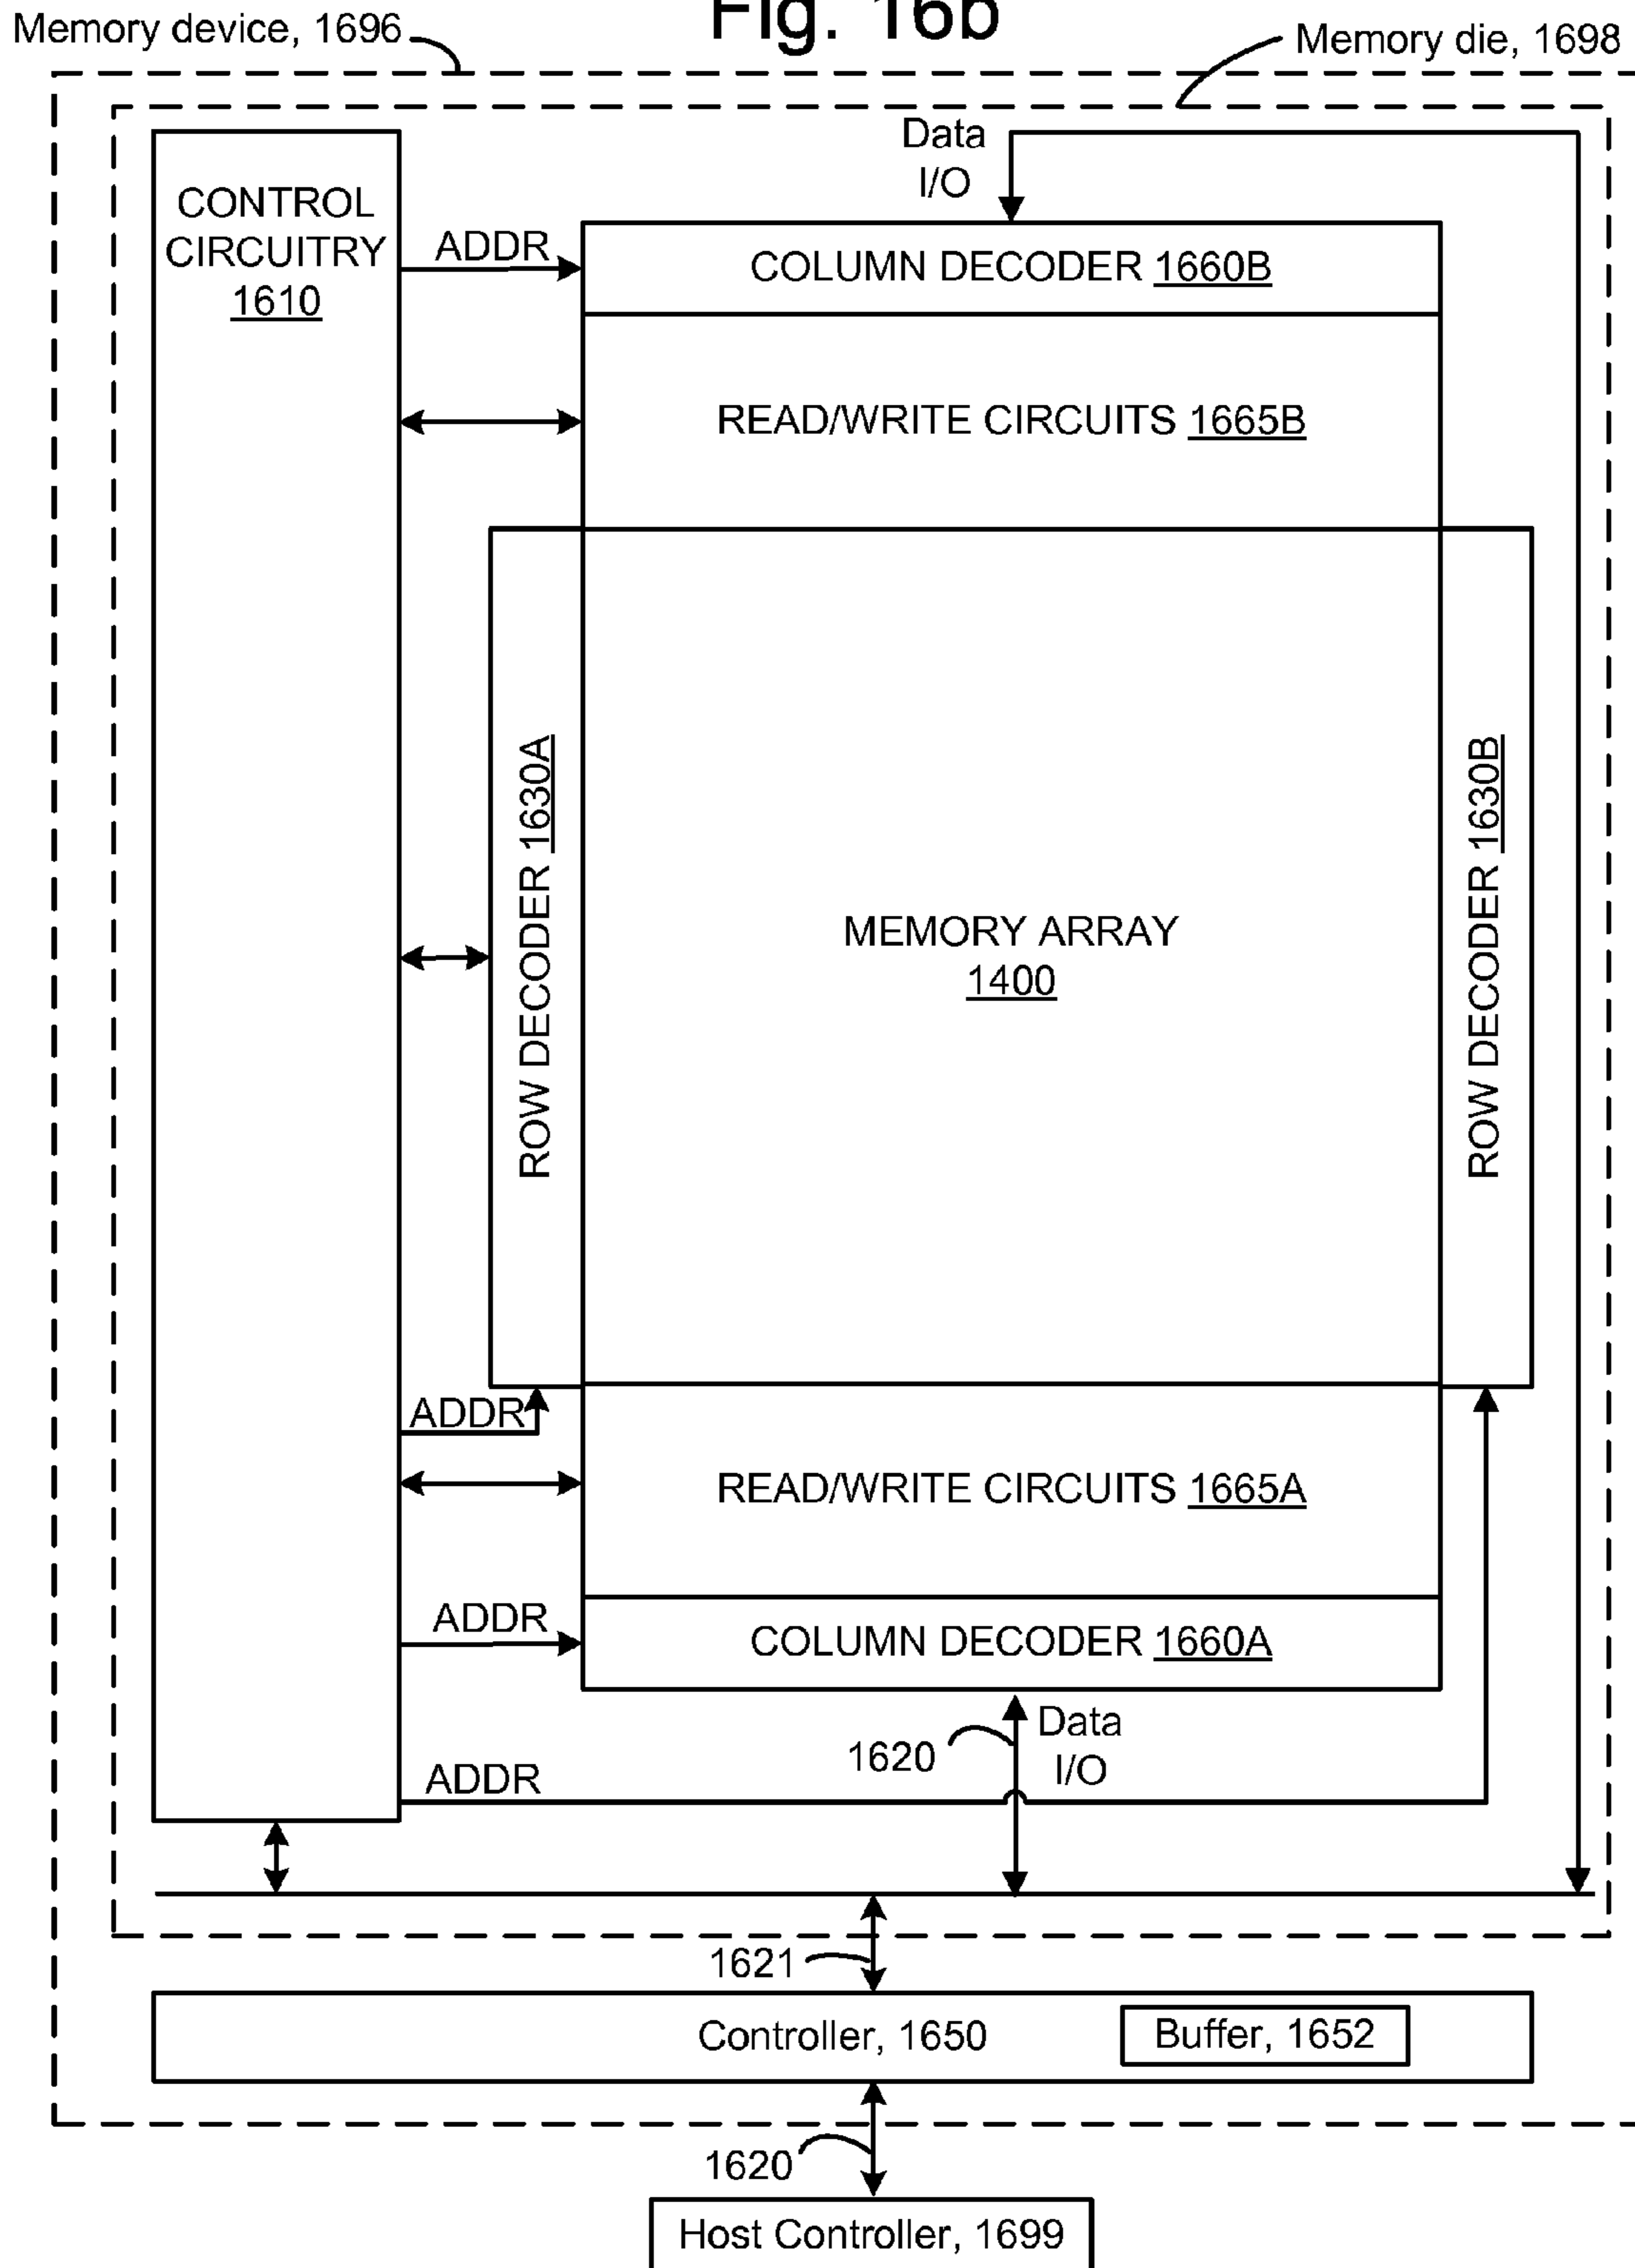 Fig. 16b
Memory device, 1696
Memory die, 1698
Data
I/O
CONTROL
CIRCUITRY
1610
ADDR
COLUMN DECODER 1660B
READ/WRITE CIRCUITS 1665B
ROW DECODER 1630A
MEMORY ARRAY
1400
ROW DECODER 1630B
ADDR
READ/WRITE CIRCUITS 1665A
ADDR
COLUMN DECODER 1660A
1620
Data
I/O
ADDR
1621
Controller, 1650
Buffer, 1652
1620
Host Controller, 1699